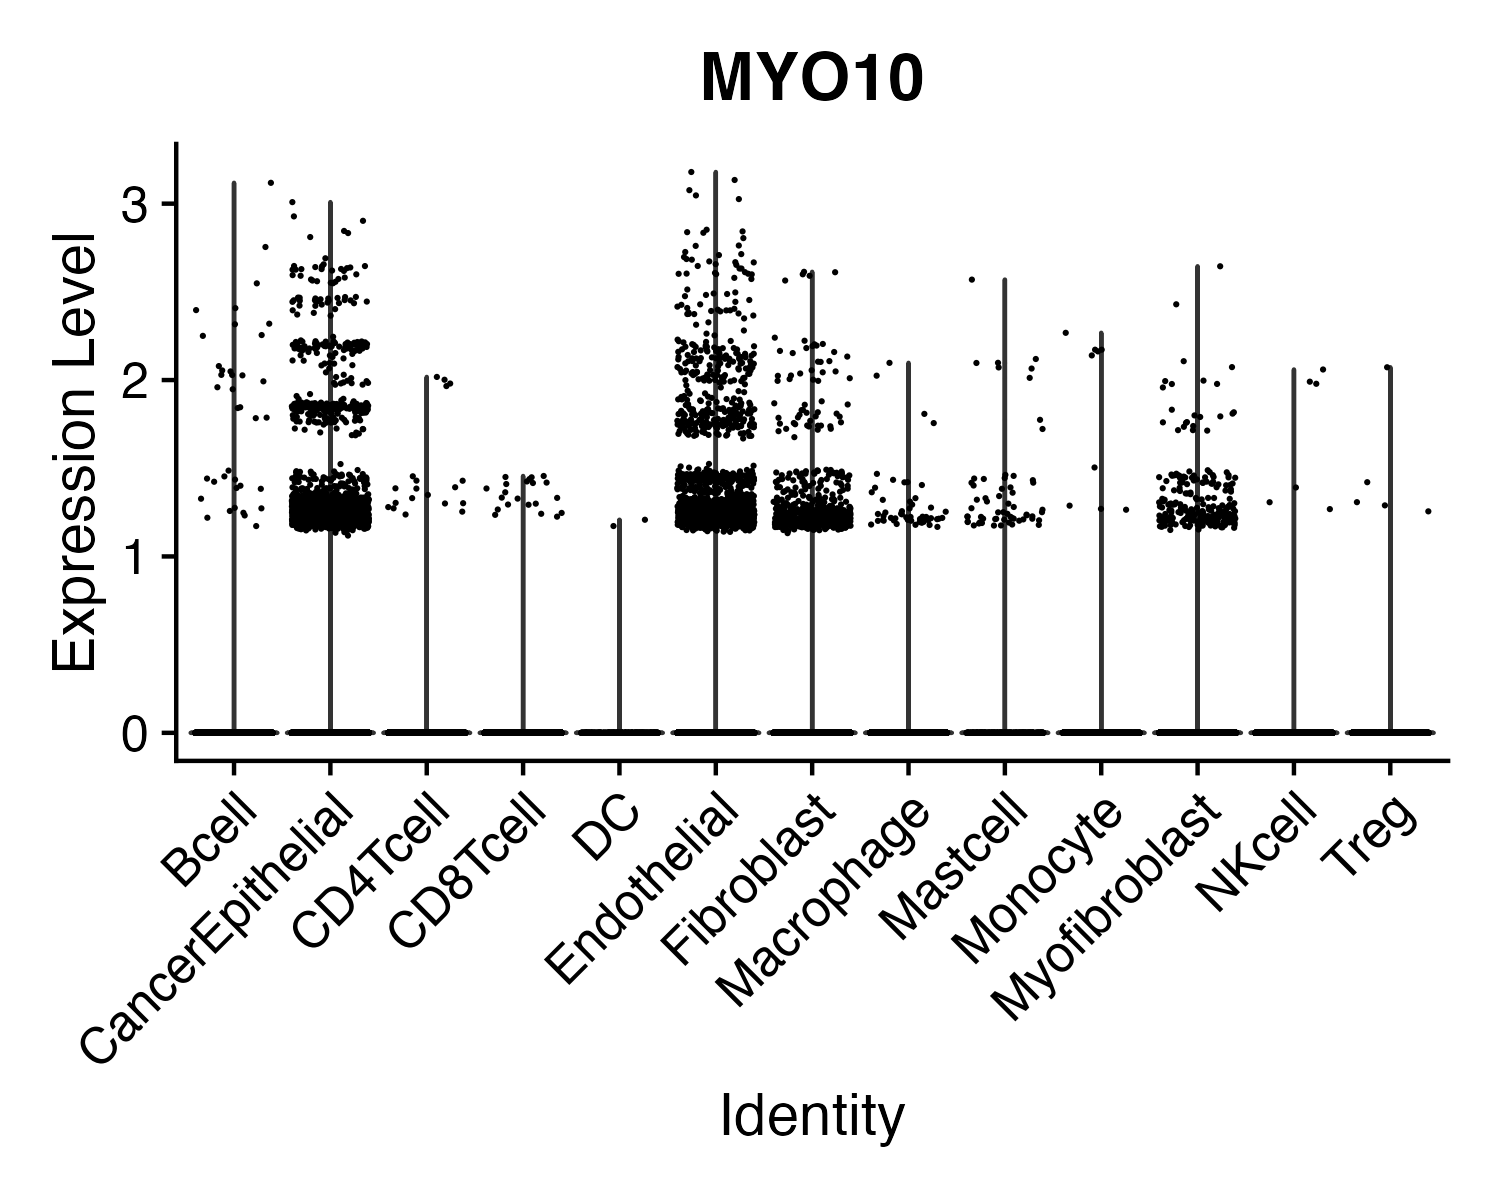 MYO10
Expression Level
3
2
1
0
Bcell
CancerEpithelial
CD4Tcell
CD8Tcell
DC
Endothelial
Fibroblast
Macrophage
Mastcell
Monocyte
Myofibroblast
NKcell
Treg
Identity